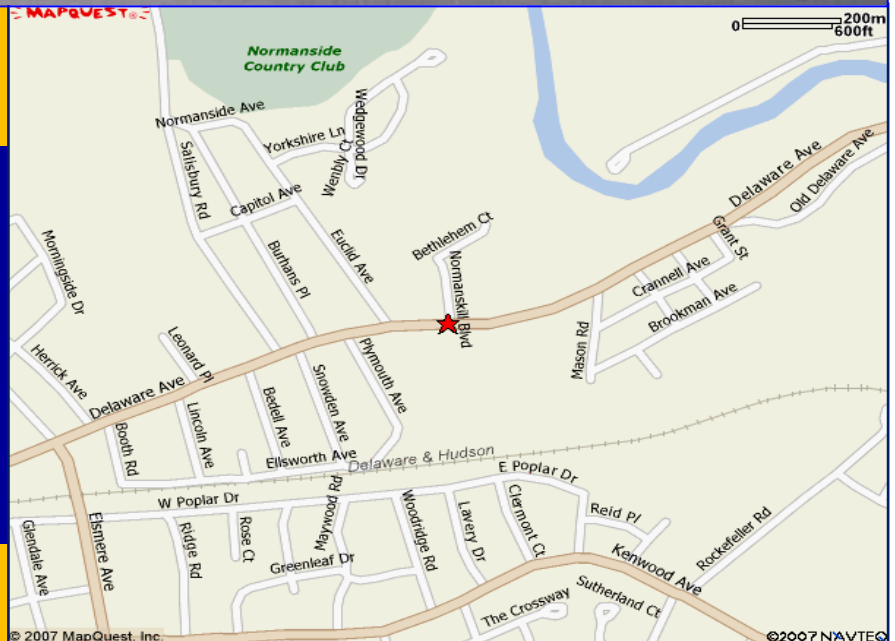 MAPQUEST®
0 200m
600ft
Normanside
Country Club
Normanside Ave
Wedgewood Dr
Yorkshire Ln
Wenbly Ct
Salisbury Rd
Capitol Ave
Delaware Ave
Old Delaware Ave
Morningside Dr
Burhans Pl
Euclid Ave
Bethlehem Ct
Normanskill Blvd
Grant St
Crannell Ave
Brookman Ave
Mason Rd
Herrick Ave
Leonard Pl
Delaware Ave
Plymouth Ave
Snowden Ave
Bedell Ave
Lincoln Ave
Booth Rd
Ellsworth Ave
Delaware & Hudson
E Poplar Dr
W Poplar Dr
Maywood Rd
Woodridge Rd
Lavery Dr
Clermont Ct
Reid Pl
Glendale Ave
Elsmere Ave
Ridge Rd
Rose Ct
Greenleaf Dr
Kenwood Ave
Rockefeller Rd
The Crossway
Sutherland Ct
© 2007 MapQuest, Inc.
©2007 NAVTEQ